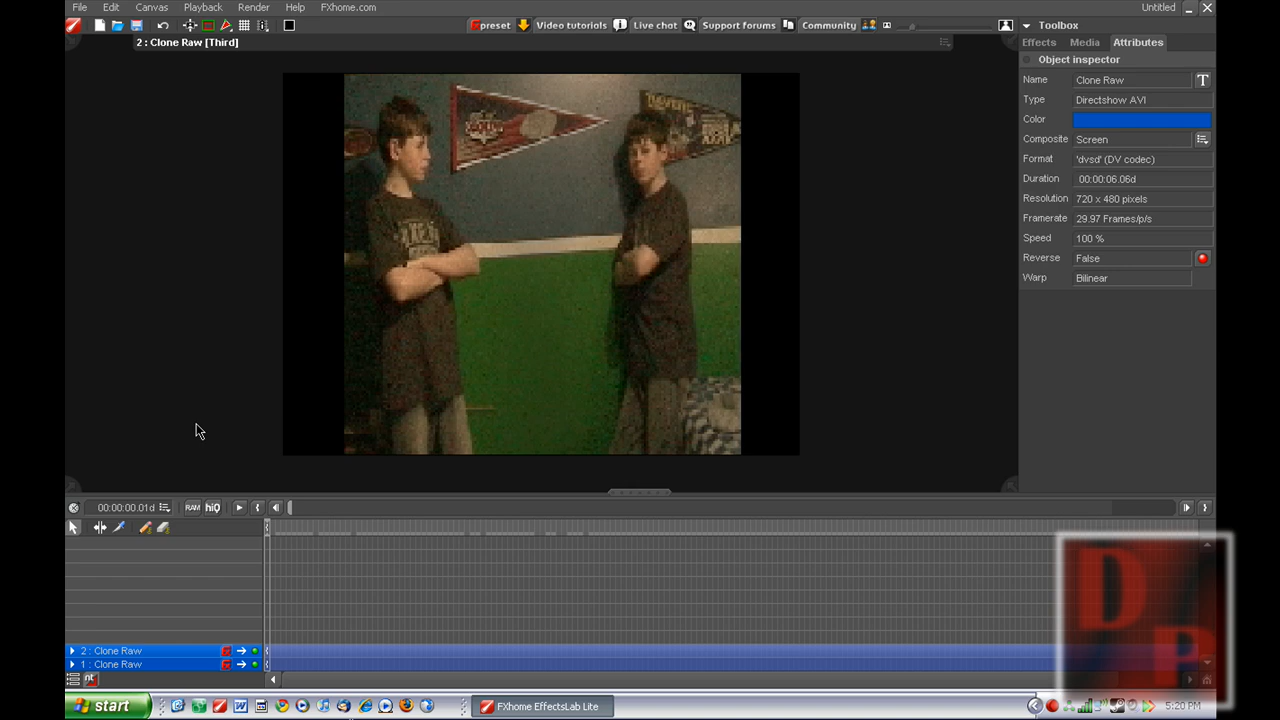 File Edit Canvas Playback Render Help FXhome.com Untitled
preset Video tutorials Live chat Support forums Community Toolbox
2 : Clone Raw [Third] Effects Media Attributes
Object inspector
Name Clone Raw T
Type Directshow AVI
Color
Composite Screen
Format 'dvsd' (DV codec)
Duration 00:00:06.06d
Resolution 720 x 480 pixels
Framerate 29.97 Frames/p/s
Speed 100 %
Reverse False
Warp Bilinear
00:00:00.01d RAM hiQ
2 : Clone Raw
1 : Clone Raw
DP
start FXhome EffectsLab Lite 5:20 PM